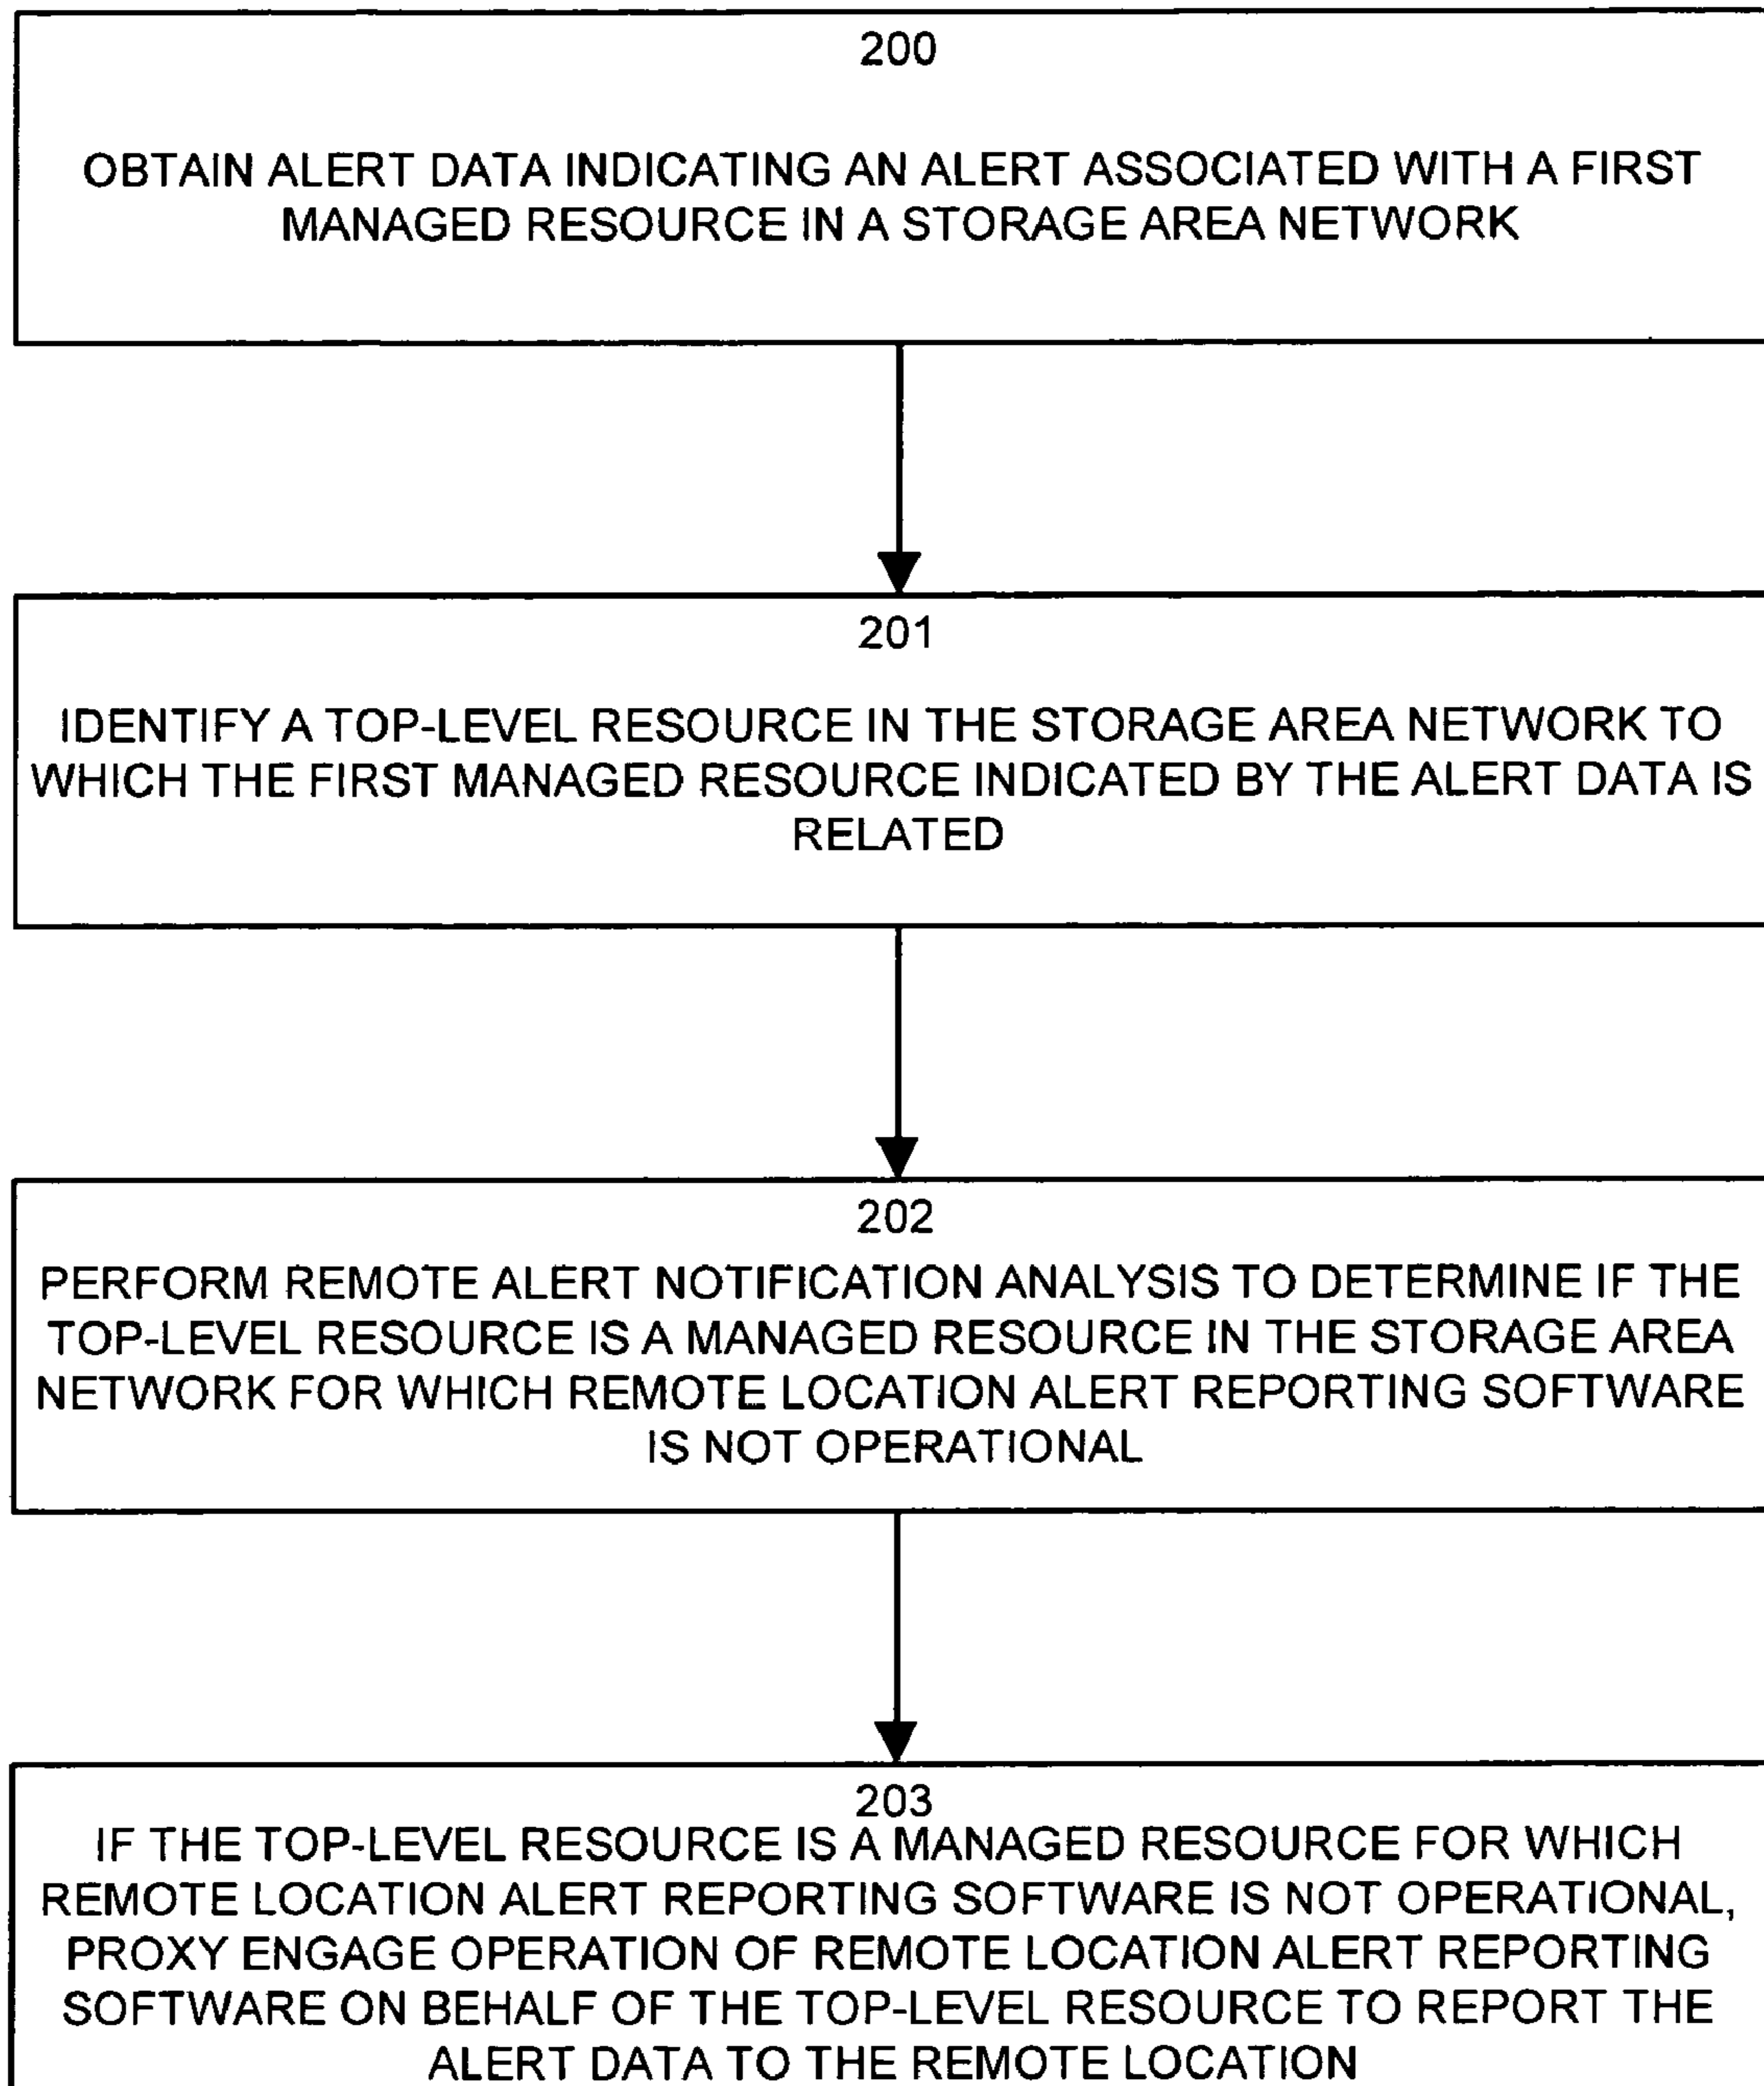 200
OBTAIN ALERT DATA INDICATING AN ALERT ASSOCIATED WITH A FIRST
MANAGED RESOURCE IN A STORAGE AREA NETWORK
201
IDENTIFY A TOP-LEVEL RESOURCE IN THE STORAGE AREA NETWORK TO
WHICH THE FIRST MANAGED RESOURCE INDICATED BY THE ALERT DATA IS
RELATED
202
PERFORM REMOTE ALERT NOTIFICATION ANALYSIS TO DETERMINE IF THE
TOP-LEVEL RESOURCE IS A MANAGED RESOURCE IN THE STORAGE AREA
NETWORK FOR WHICH REMOTE LOCATION ALERT REPORTING SOFTWARE
IS NOT OPERATIONAL
203
IF THE TOP-LEVEL RESOURCE IS A MANAGED RESOURCE FOR WHICH
REMOTE LOCATION ALERT REPORTING SOFTWARE IS NOT OPERATIONAL,
PROXY ENGAGE OPERATION OF REMOTE LOCATION ALERT REPORTING
SOFTWARE ON BEHALF OF THE TOP-LEVEL RESOURCE TO REPORT THE
ALERT DATA TO THE REMOTE LOCATION